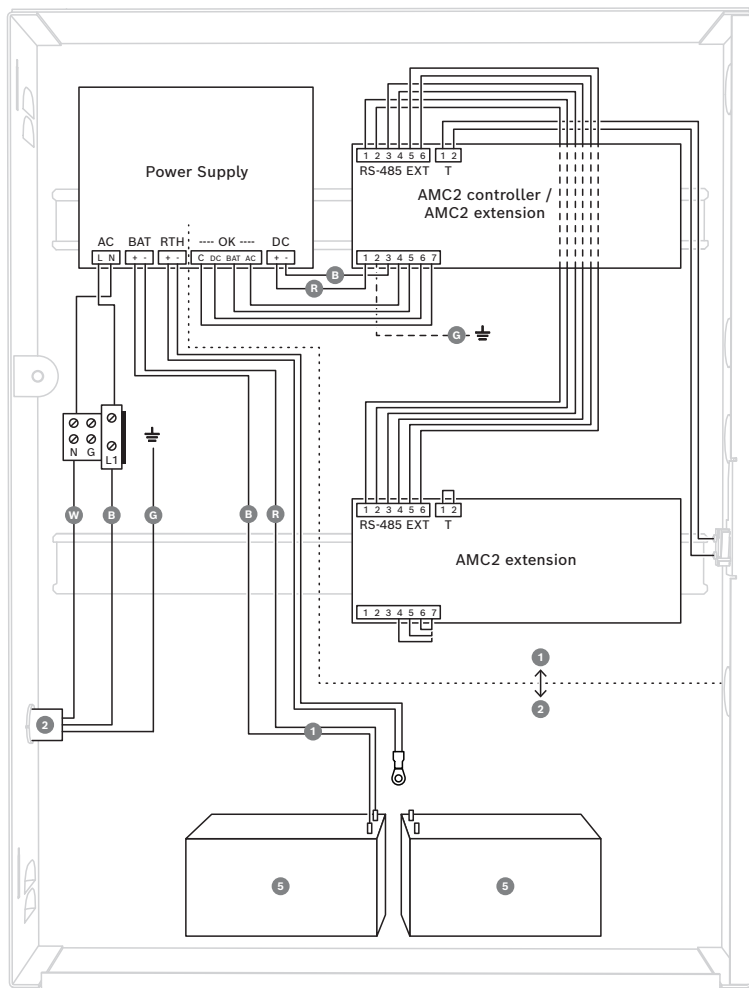 1 2 3 4 5 6 1 2
RS-485 EXT T
Power Supply
AMC2 controller /
AMC2 extension
AC BAT RTH ---- OK ---- DC
L N + - + - C DC BAT AC + -
1 2 3 4 5 6 7
B
R
G
N G L1
W B G B R
1 2 3 4 5 6 1 2
RS-485 EXT T
AMC2 extension
1 2 3 4 5 6 7
1
2
2
1
5 5